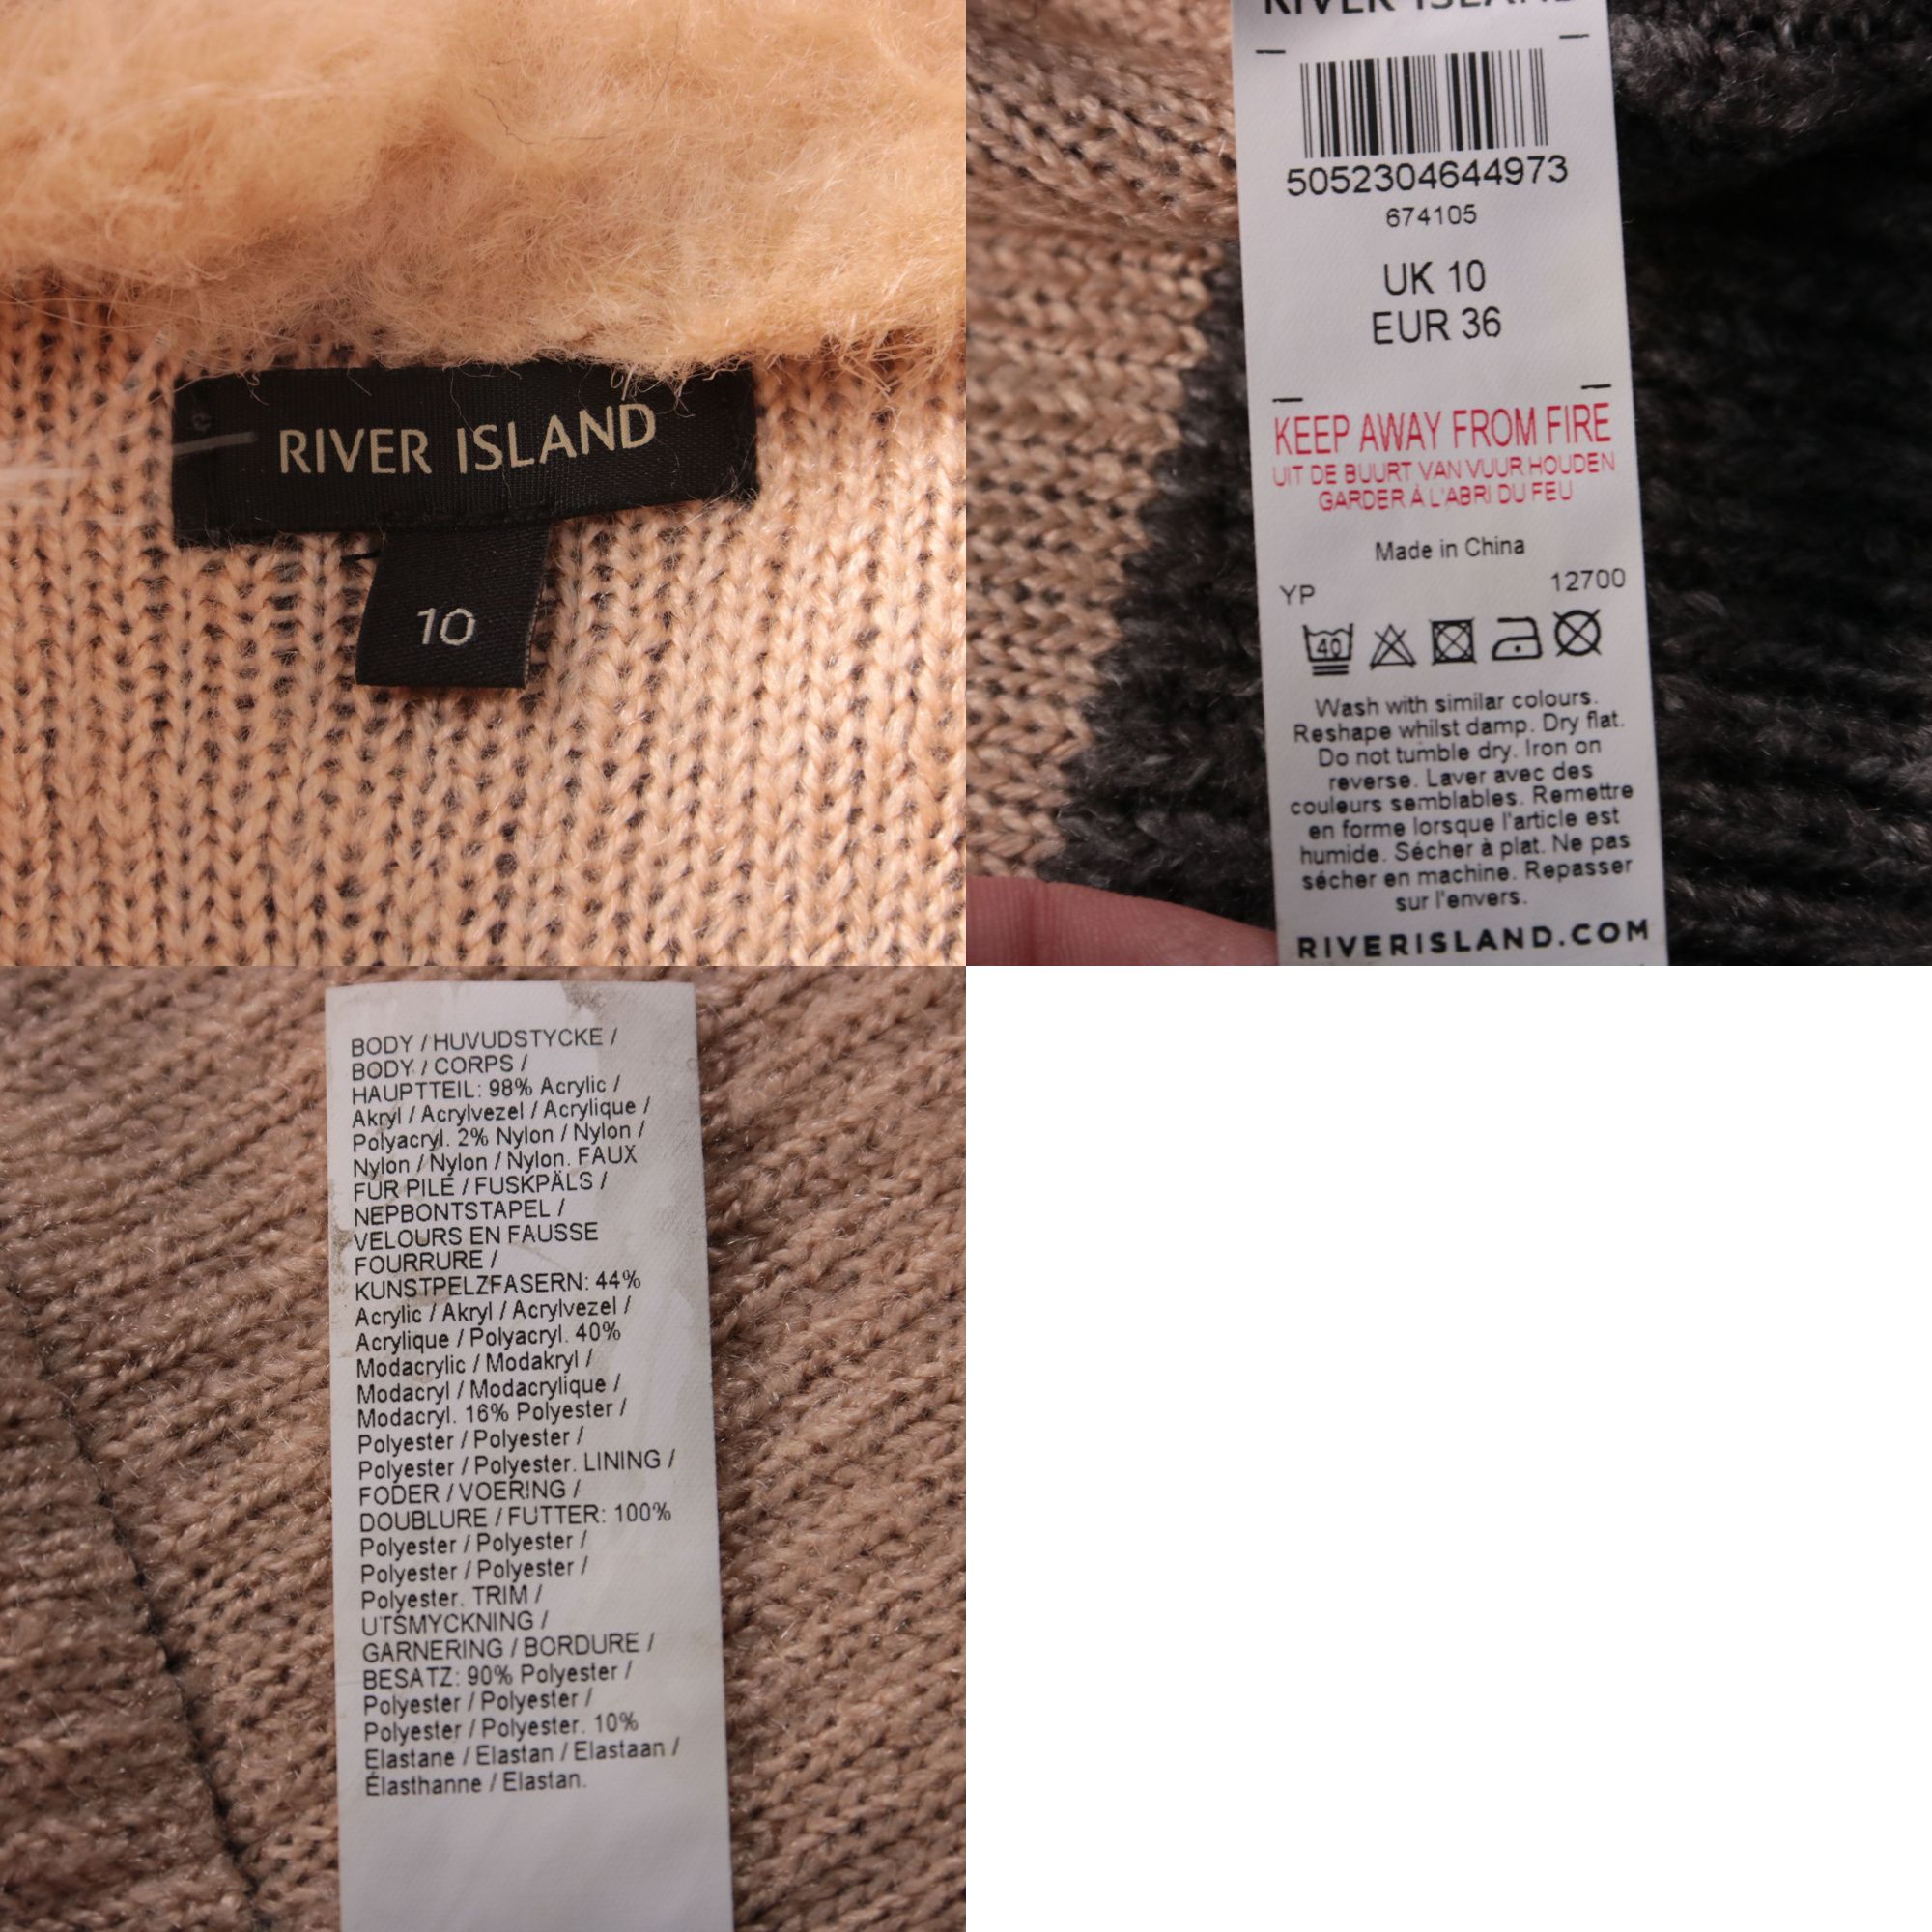 RIVER ISLAND
10
RIVER ISLAND
5052304644973
674105
UK 10
EUR 36
KEEP AWAY FROM FIRE
UIT DE BUURT VAN VUUR HOUDEN
GARDER À L'ABRI DU FEU
Made in China
YP 12700
40
Wash with similar colours.
Reshape whilst damp. Dry flat.
Do not tumble dry. Iron on
reverse. Laver avec des
couleurs semblables. Remettre
en forme lorsque l'article est
humide. Sécher à plat. Ne pas
sécher en machine. Repasser
sur l'envers.
RIVERISLAND.COM
BODY / HUVUDSTYCKE /
BODY / CORPS /
HAUPTTEIL: 98% Acrylic /
Akryl / Acrylvezel / Acrylique /
Polyacryl. 2% Nylon / Nylon /
Nylon / Nylon / Nylon. FAUX
FUR PILE / FUSKPÄLS /
NEPBONTSTAPEL /
VELOURS EN FAUSSE
FOURRURE /
KUNSTPELZFASERN: 44%
Acrylic / Akryl / Acrylvezel /
Acrylique / Polyacryl. 40%
Modacrylic / Modakryl /
Modacryl / Modacrylique /
Modacryl. 16% Polyester /
Polyester / Polyester /
Polyester / Polyester. LINING /
FODER / VOERING /
DOUBLURE / FUTTER: 100%
Polyester / Polyester /
Polyester / Polyester /
Polyester. TRIM /
UTSMYCKNING /
GARNERING / BORDURE /
BESATZ: 90% Polyester /
Polyester / Polyester /
Polyester / Polyester. 10%
Elastane / Elastan / Elastaan /
Élasthanne / Elastan.